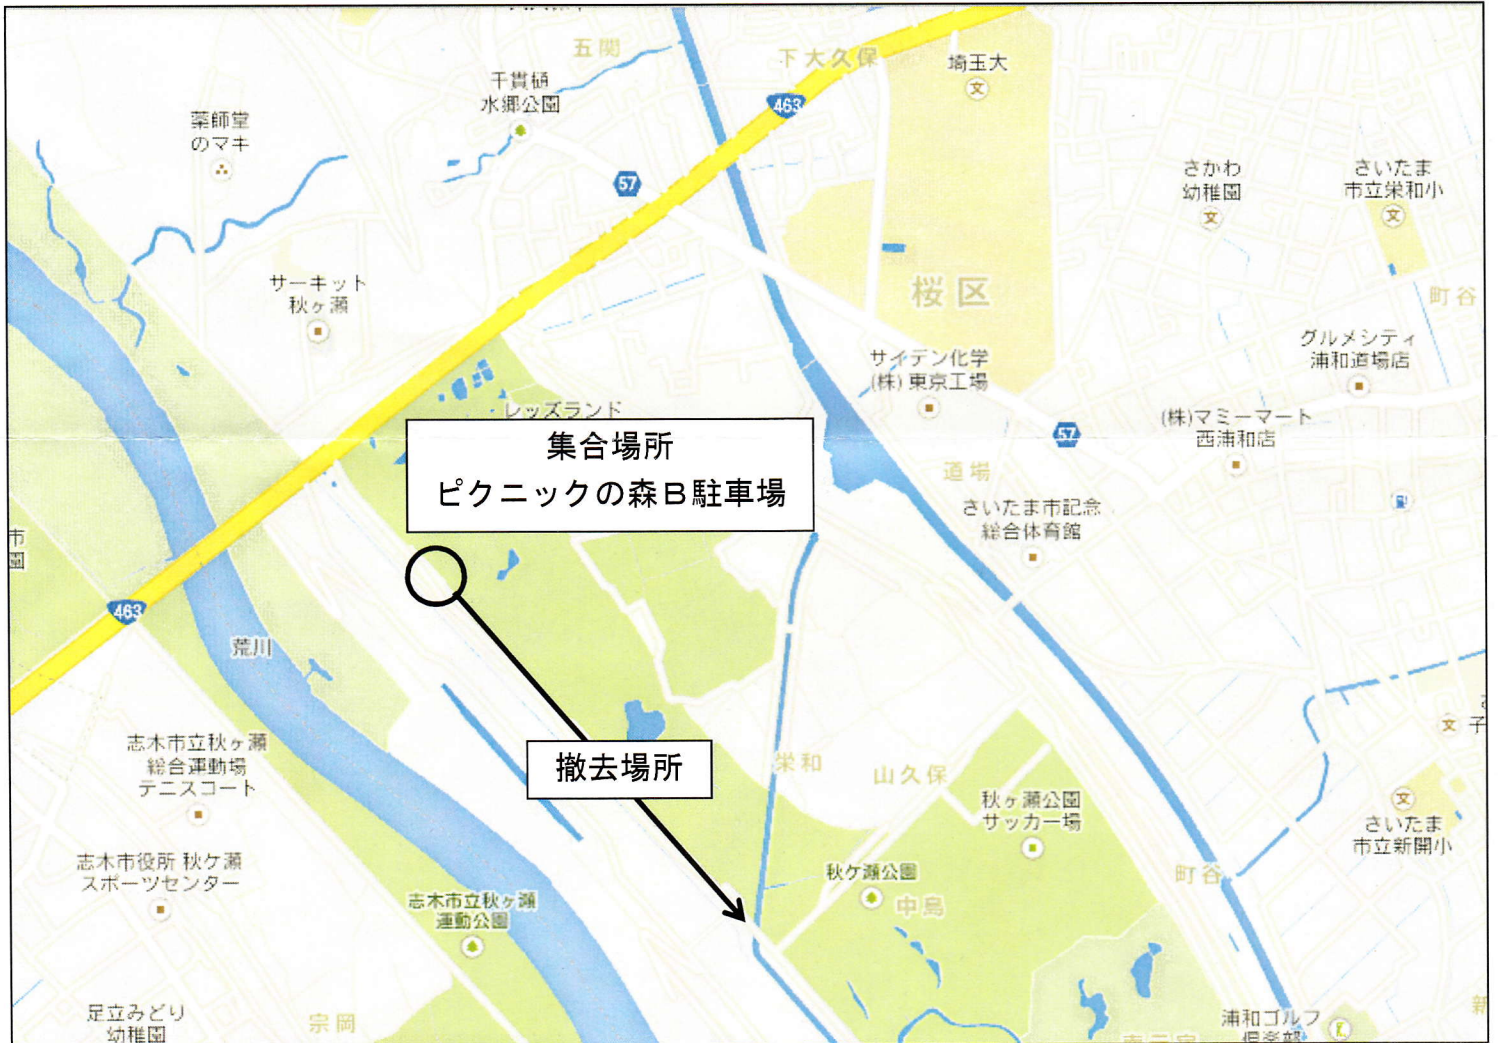 五関
下大久保
埼玉大
千貫樋
水郷公園
463
薬師堂
のマキ
57
さかわ
幼稚園
さいたま
市立栄和小
サーキット
秋ヶ瀬
桜区
町谷
グルメシティ
浦和道場店
サイデン化学
(株)東京工場
レッズランド
(株)マミーマート
西浦和店
57
集合場所
ピクニックの森B駐車場
道場
さいたま市記念
総合体育館
市
園
463
荒川
子
志木市立秋ヶ瀬
総合運動場
テニスコート
撤去場所
栄和
山久保
秋ヶ瀬公園
サッカー場
さいたま
市立新開小
志木市役所 秋ケ瀬
スポーツセンター
秋ケ瀬公園
町谷
志木市立秋ヶ瀬
運動公園
中島
足立みどり
幼稚園
宗岡
浦和ゴルフ
倶楽部
新